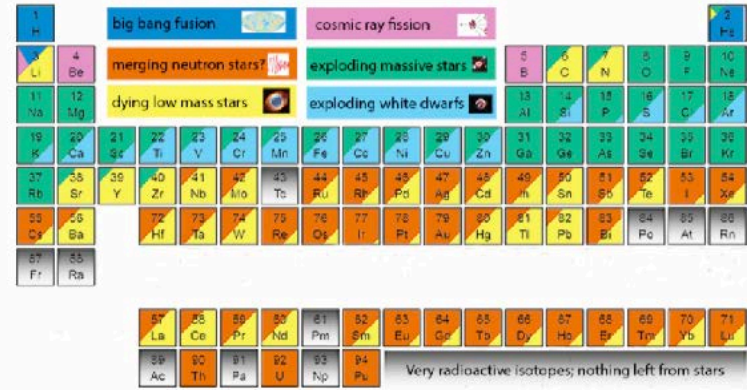 1 2
H He
big bang fusion cosmic ray fission
3 4 5 6 7 8 9 10
Li Be B C N O F Ne
merging neutron stars? exploding massive stars
11 12 13 14 15 16 17 18
Na Mg Al Si P S Cl Ar
dying low mass stars exploding white dwarfs
19 20 21 22 23 24 25 26 27 28 29 30 31 32 33 34 35 36
K Ca Sc Ti V Cr Mn Fe Co Ni Cu Zn Ga Ge As Se Br Kr
37 38 39 40 41 42 43 44 45 46 47 48 49 50 51 52 53 54
Rb Sr Y Zr Nb Mo Tc Ru Rh Pd Ag Cd In Sn Sb Te I Xe
55 56 72 73 74 75 76 77 78 79 80 81 82 83 84 85 86
Cs Ba Hf Ta W Re Os Ir Pt Au Hg Tl Pb Bi Po At Rn
87 88
Fr Ra
57 58 59 60 61 62 63 64 65 66 67 68 69 70 71
La Ce Pr Nd Pm Sm Eu Gd Tb Dy Ho Er Tm Yb Lu
89 90 91 92 93 94
Ac Th Pa U Np Pu
Very radioactive isotopes; nothing left from stars